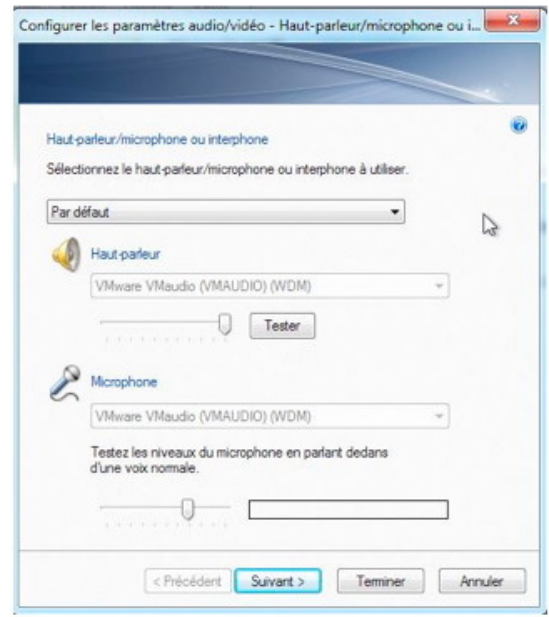 Configurer les paramètres audio/vidéo - Haut-parleur/microphone ou i...
Haut-parleur/microphone ou interphone
Sélectionnez le haut-parleur/microphone ou interphone à utiliser.
Par défaut
Haut-parleur
VMware VMaudio (VMAUDIO) (WDM)
Tester
Microphone
VMware VMaudio (VMAUDIO) (WDM)
Testez les niveaux du microphone en parlant dedans
d'une voix normale.
< Précédent Suivant > Terminer Annuler